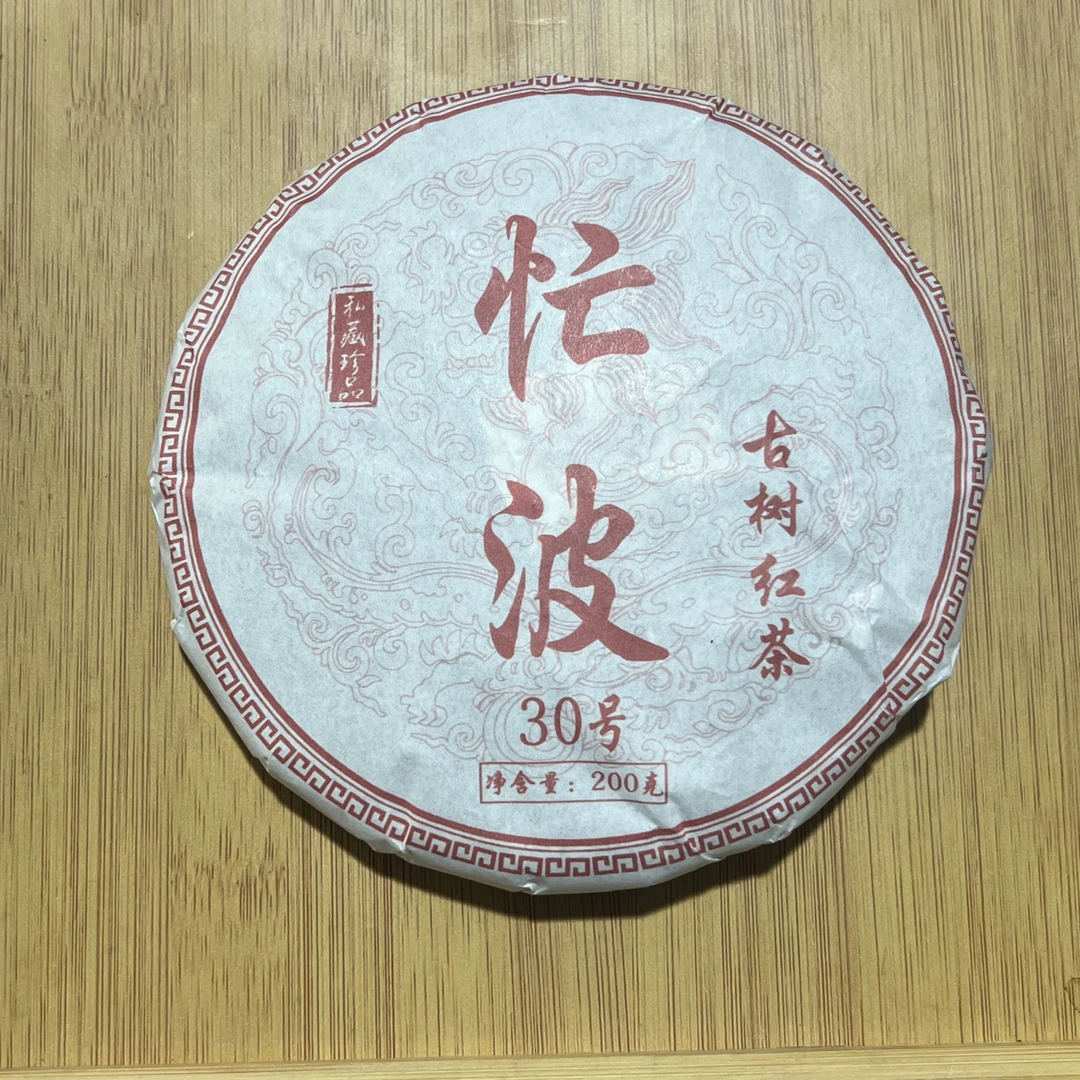 私藏珍品
忙波
古树红茶
30号
净含量：200克